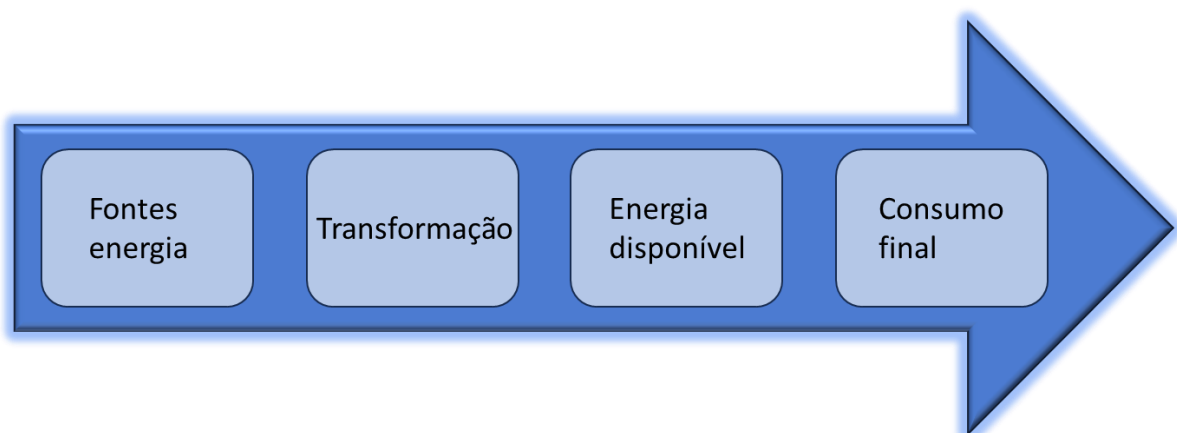 Fontes
energia
Transformação
Energia
disponível
Consumo
final